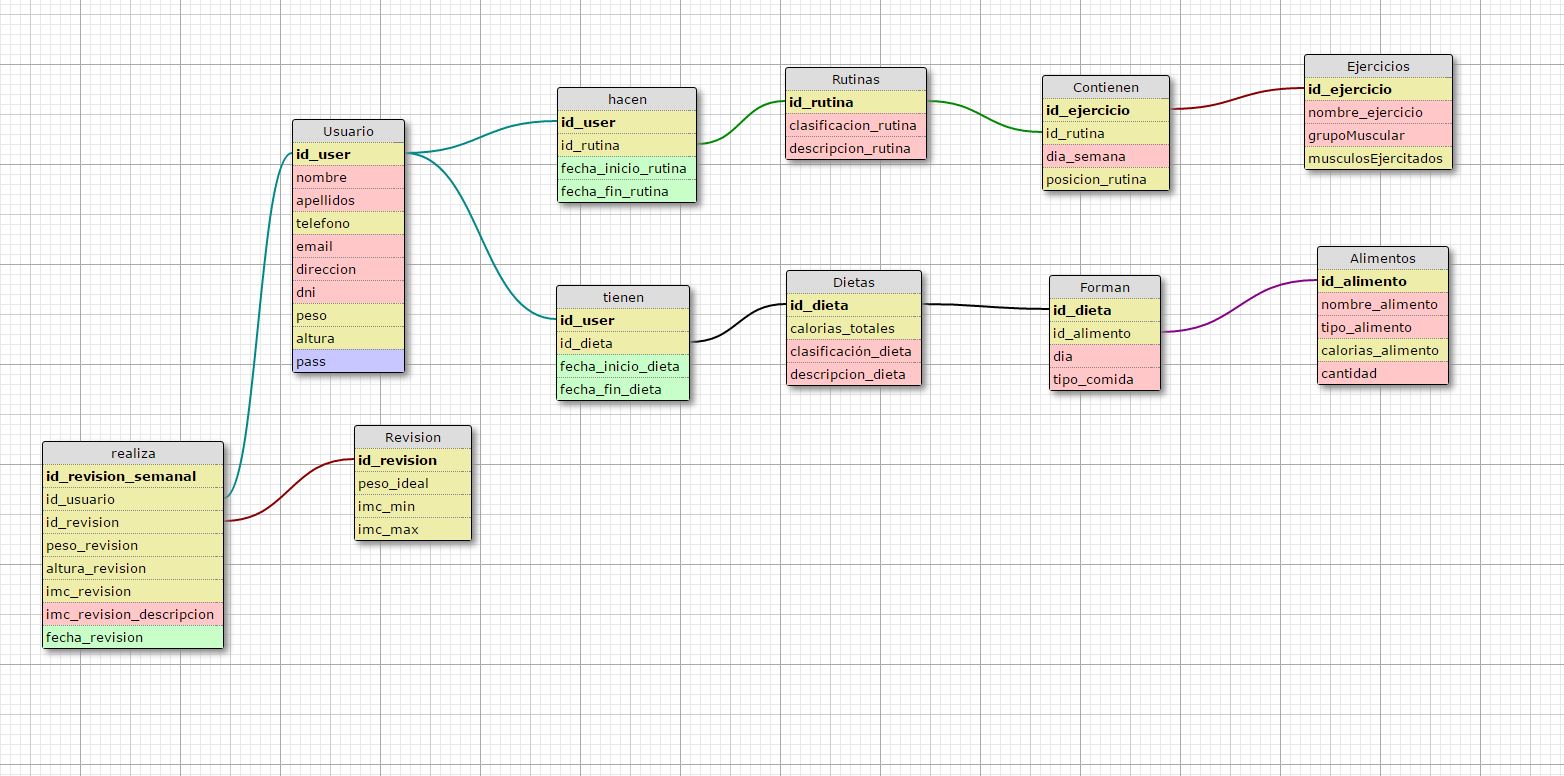 Usuario
id_user
nombre
apellidos
telefono
email
direccion
dni
peso
altura
pass
hacen
id_user
id_rutina
fecha_inicio_rutina
fecha_fin_rutina
Rutinas
id_rutina
clasificacion_rutina
descripcion_rutina
Contienen
id_ejercicio
id_rutina
dia_semana
posicion_rutina
Ejercicios
id_ejercicio
nombre_ejercicio
grupoMuscular
musculosEjercitados
tienen
id_user
id_dieta
fecha_inicio_dieta
fecha_fin_dieta
Dietas
id_dieta
calorias_totales
clasificación_dieta
descripcion_dieta
Forman
id_dieta
id_alimento
dia
tipo_comida
Alimentos
id_alimento
nombre_alimento
tipo_alimento
calorias_alimento
cantidad
realiza
id_revision_semanal
id_usuario
id_revision
peso_revision
altura_revision
imc_revision
imc_revision_descripcion
fecha_revision
Revision
id_revision
peso_ideal
imc_min
imc_max